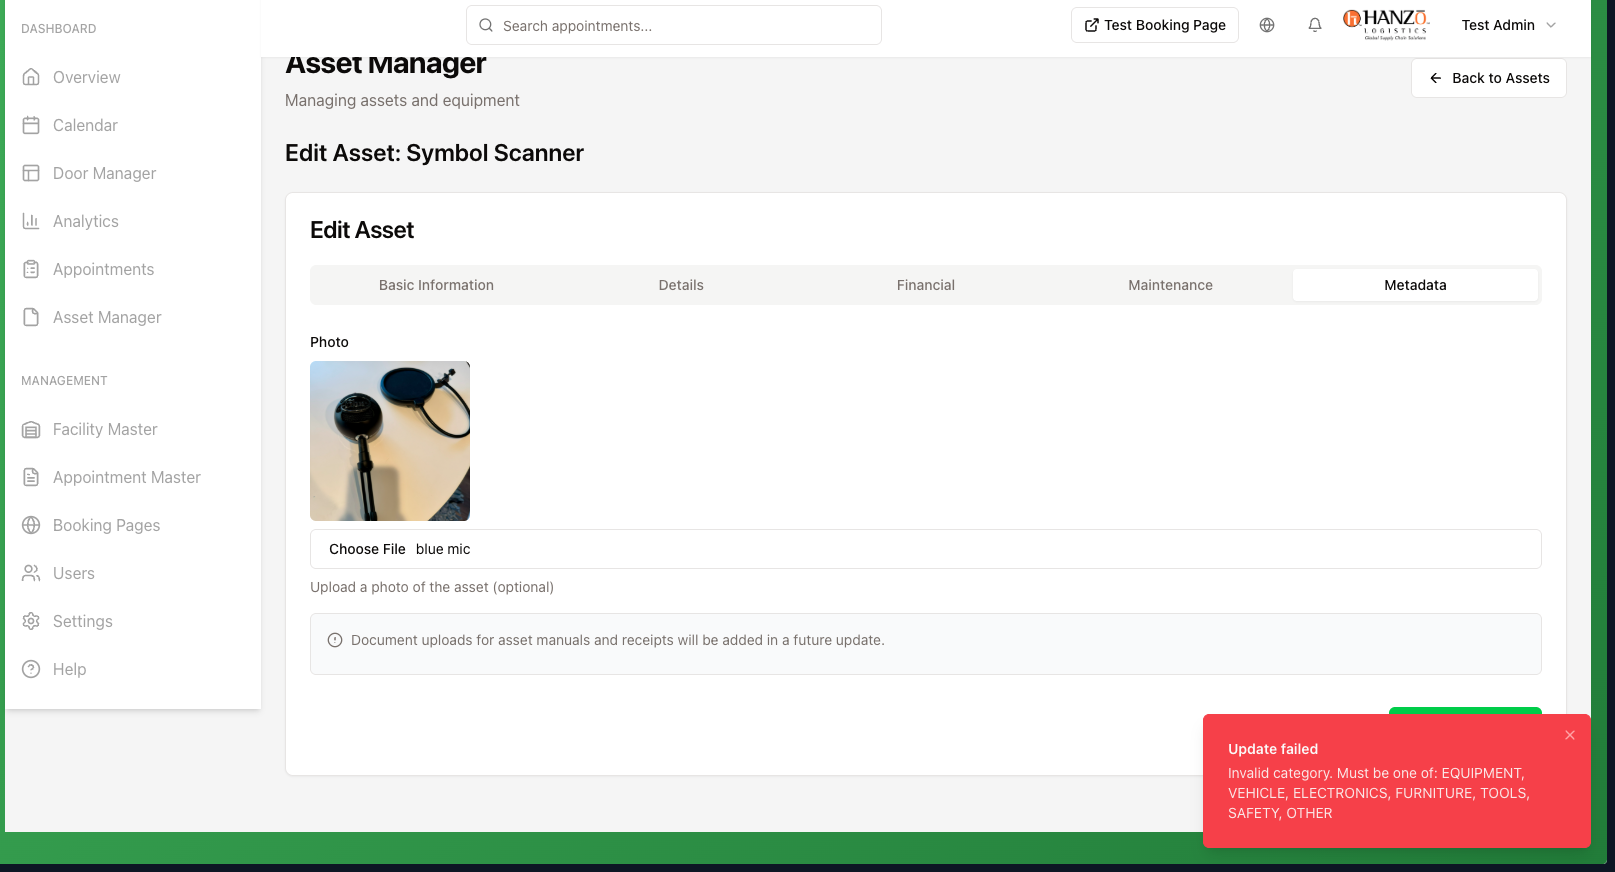 DASHBOARD
Overview
Calendar
Door Manager
Analytics
Appointments
Asset Manager
MANAGEMENT
Facility Master
Appointment Master
Booking Pages
Users
Settings
Help
Search appointments...
Test Booking Page
HANZO
LOGISTICS
Global Supply Chain Solutions
Test Admin
Asset Manager
Managing assets and equipment
Back to Assets
Edit Asset: Symbol Scanner
Edit Asset
Basic Information
Details
Financial
Maintenance
Metadata
Photo
Choose File blue mic
Upload a photo of the asset (optional)
Document uploads for asset manuals and receipts will be added in a future update.
Update failed
Invalid category. Must be one of: EQUIPMENT,
VEHICLE, ELECTRONICS, FURNITURE, TOOLS,
SAFETY, OTHER